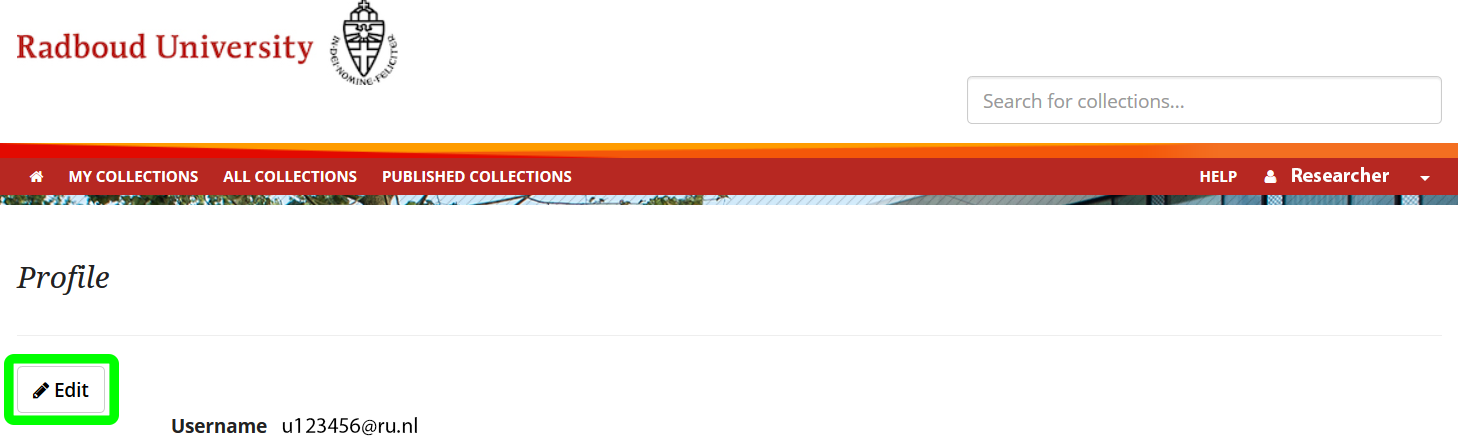 Radboud University
IN·DEI·NOMINE·FELICITER
Search for collections...
MY COLLECTIONS ALL COLLECTIONS PUBLISHED COLLECTIONS HELP Researcher
Profile
Edit
Username u123456@ru.nl